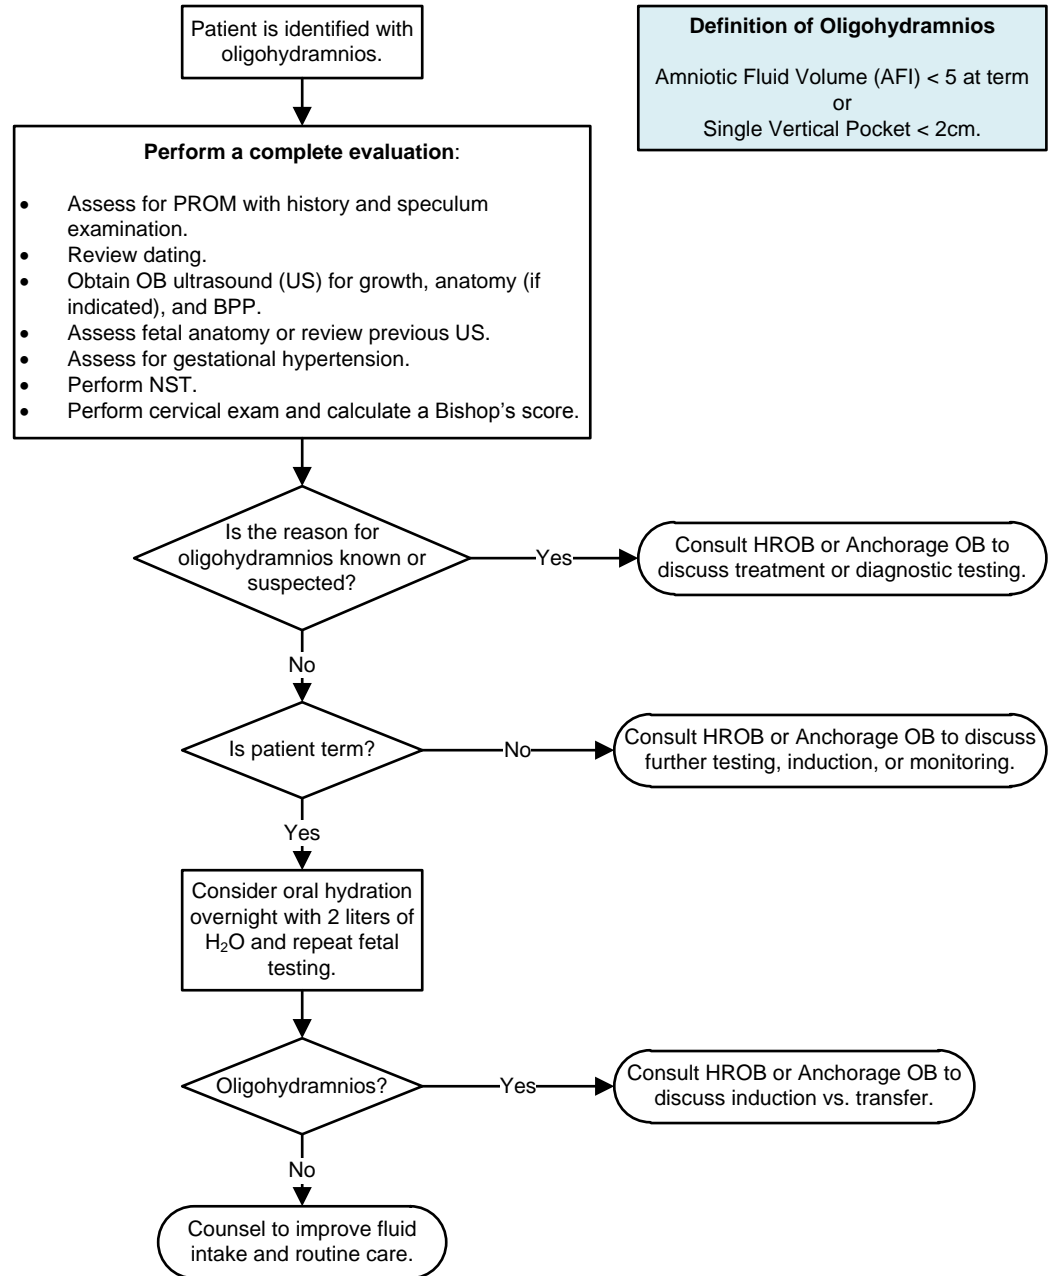 Patient is identified with
oligohydramnios.
Definition of Oligohydramnios
Amniotic Fluid Volume (AFI) < 5 at term
or
Single Vertical Pocket < 2cm.
Perform a complete evaluation:
• Assess for PROM with history and speculum
examination.
• Review dating.
• Obtain OB ultrasound (US) for growth, anatomy (if
indicated), and BPP.
• Assess fetal anatomy or review previous US.
• Assess for gestational hypertension.
• Perform NST.
• Perform cervical exam and calculate a Bishop's score.
Is the reason for
oligohydramnios known or
suspected?
Yes
Consult HROB or Anchorage OB to
discuss treatment or diagnostic testing.
No
Is patient term?
No
Consult HROB or Anchorage OB to discuss
further testing, induction, or monitoring.
Yes
Consider oral hydration
overnight with 2 liters of
H₂O and repeat fetal
testing.
Oligohydramnios?
Yes
Consult HROB or Anchorage OB to
discuss induction vs. transfer.
No
Counsel to improve fluid
intake and routine care.